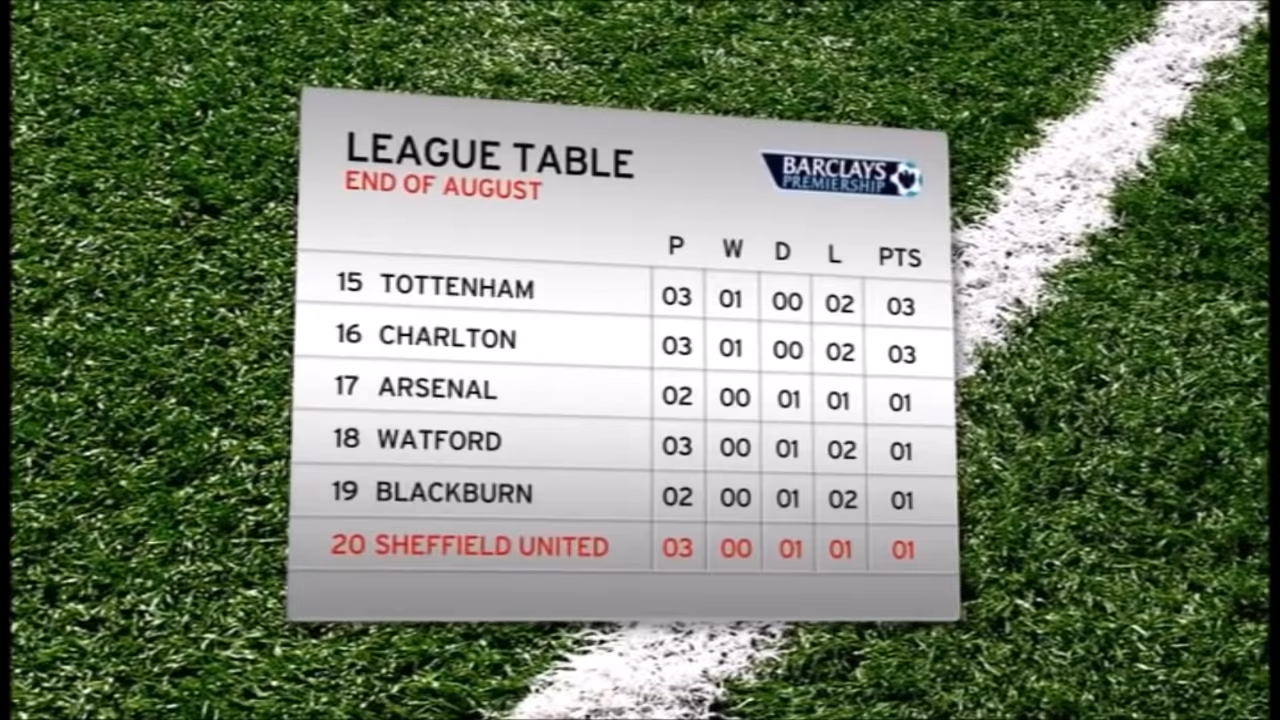 LEAGUE TABLE
END OF AUGUST
BARCLAYS
PREMIERSHIP
P W D L PTS
15 TOTTENHAM 03 01 00 02 03
16 CHARLTON 03 01 00 02 03
17 ARSENAL 02 00 01 01 01
18 WATFORD 03 00 01 02 01
19 BLACKBURN 02 00 01 02 01
20 SHEFFIELD UNITED 03 00 01 01 01